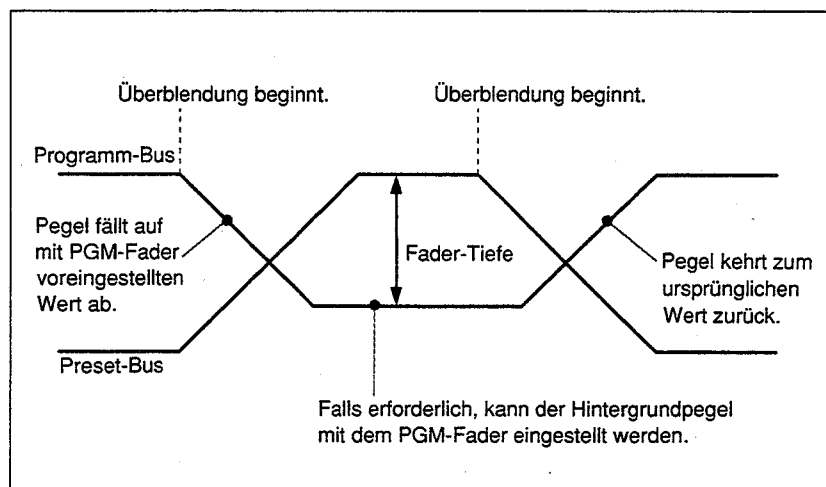 Überblendung beginnt.
Überblendung beginnt.
Programm-Bus
Pegel fällt auf
mit PGM-Fader
voreingestellten
Wert ab.
Fader-Tiefe
Pegel kehrt zum
ursprünglichen
Wert zurück.
Preset-Bus
Falls erforderlich, kann der Hintergrundpegel
mit dem PGM-Fader eingestellt werden.